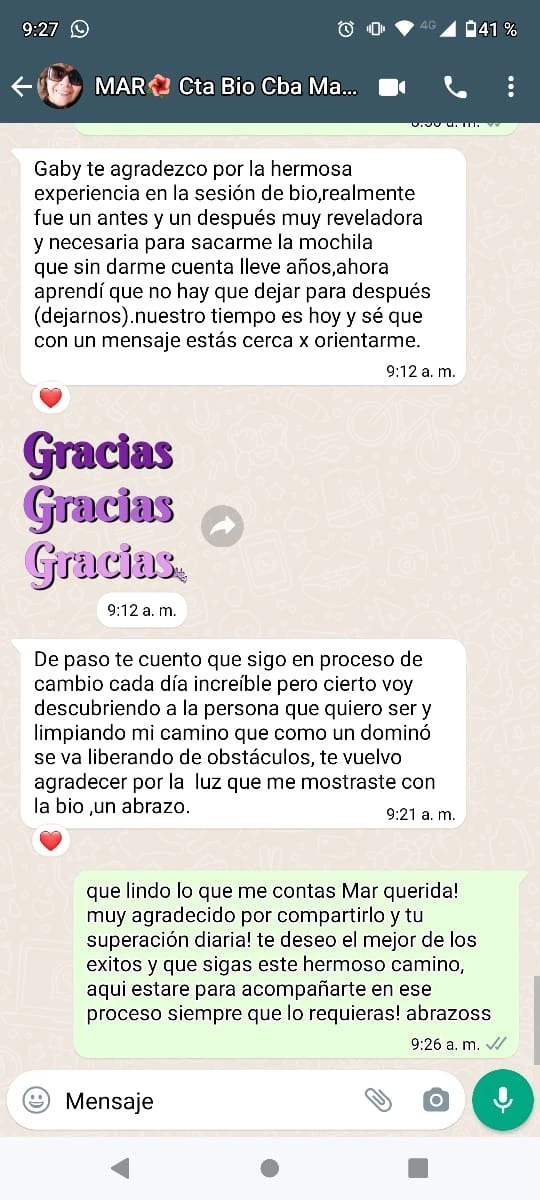 9:27
4G
41 %
MAR Cta Bio Cba Ma...
Gaby te agradezco por la hermosa
experiencia en la sesión de bio,realmente
fue un antes y un después muy reveladora
y necesaria para sacarme la mochila
que sin darme cuenta lleve años,ahora
aprendí que no hay que dejar para después
(dejarnos).nuestro tiempo es hoy y sé que
con un mensaje estás cerca x orientarme.
9:12 a. m.
Gracias
Gracias
Gracias
9:12 a. m.
De paso te cuento que sigo en proceso de
cambio cada día increíble pero cierto voy
descubriendo a la persona que quiero ser y
limpiando mi camino que como un dominó
se va liberando de obstáculos, te vuelvo
agradecer por la luz que me mostraste con
la bio ,un abrazo.
9:21 a. m.
que lindo lo que me contas Mar querida!
muy agradecido por compartirlo y tu
superación diaria! te deseo el mejor de los
exitos y que sigas este hermoso camino,
aqui estare para acompañarte en ese
proceso siempre que lo requieras! abrazoss
9:26 a. m.
Mensaje